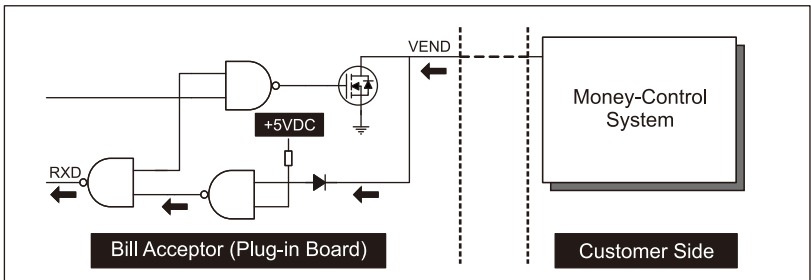 VEND
Money-Control
System
+5VDC
RXD
Bill Acceptor (Plug-in Board)
Customer Side